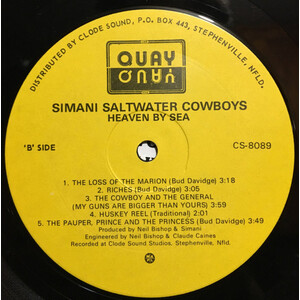 DISTRIBUTED BY CLODE SOUND, P.O. BOX 443, STEPHENVILLE, NFLD.
QUAY
QUAY
SIMANI SALTWATER COWBOYS
HEAVEN BY SEA
'B' SIDE
CS-8089
1. THE LOSS OF THE MARION (Bud Davidge) 3:18
2. RICHES (Bud Davidge) 3:05
3. THE COWBOY AND THE GENERAL
(MY GUNS ARE BIGGER THAN YOURS) 3:59
4. HUSKEY REEL (Traditional) 2:01
5. THE PAUPER, PRINCE AND THE PRINCESS (Bud Davidge) 3:49
Produced by Neil Bishop & Simani
Engineered by Neil Bishop & Claude Caines
Recorded at Clode Sound Studios, Stephenville, Nfld.